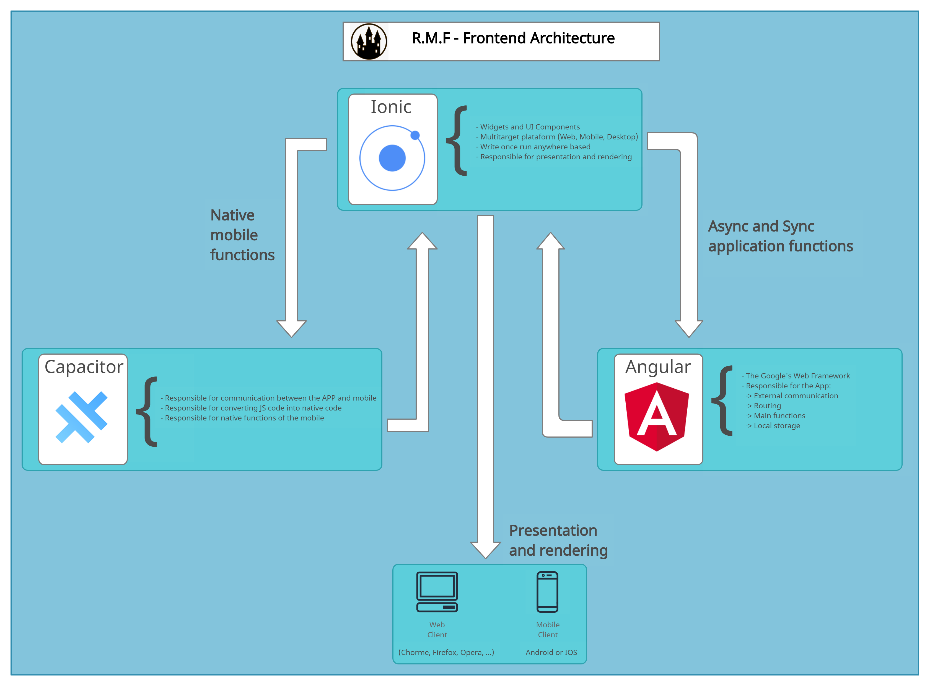 R.M.F - Frontend Architecture
Ionic
- Widgets and UI Components
- Multitarget plataform (Web, Mobile, Desktop)
- Write once run anywhere based
- Responsible for presentation and rendering
Native
mobile
functions
Async and Sync
application functions
Capacitor
- Responsible for communication between the APP and mobile
- Responsible for converting JS code into native code
- Responsible for native functions of the mobile
Angular
- The Google's Web Framework
- Responsible for the App:
> External communication
> Routing
> Main functions
> Local storage
Presentation
and rendering
Web
Client
(Chorme, Firefox, Opera, ...)
Mobile
Client
Android or IOS